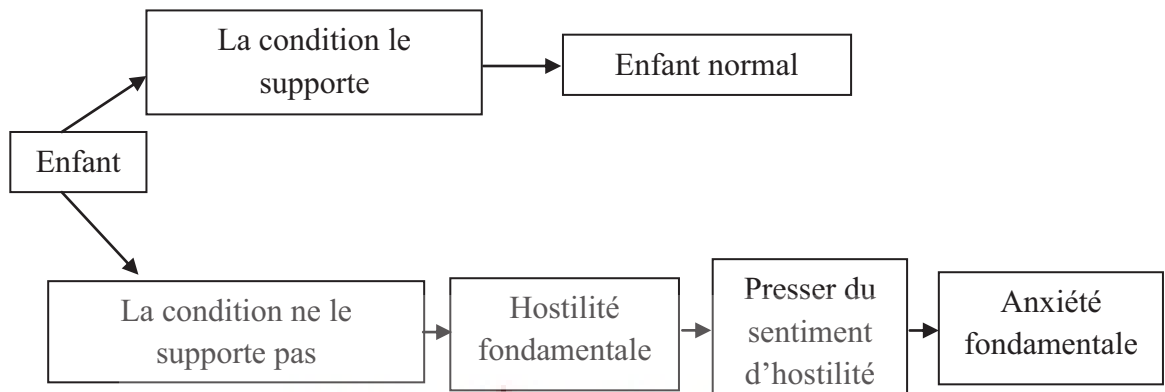 La condition le
supporte
Enfant normal
Enfant
La condition ne le
supporte pas
Hostilité
fondamentale
Presser du
sentiment
d’hostilité
Anxiété
fondamentale